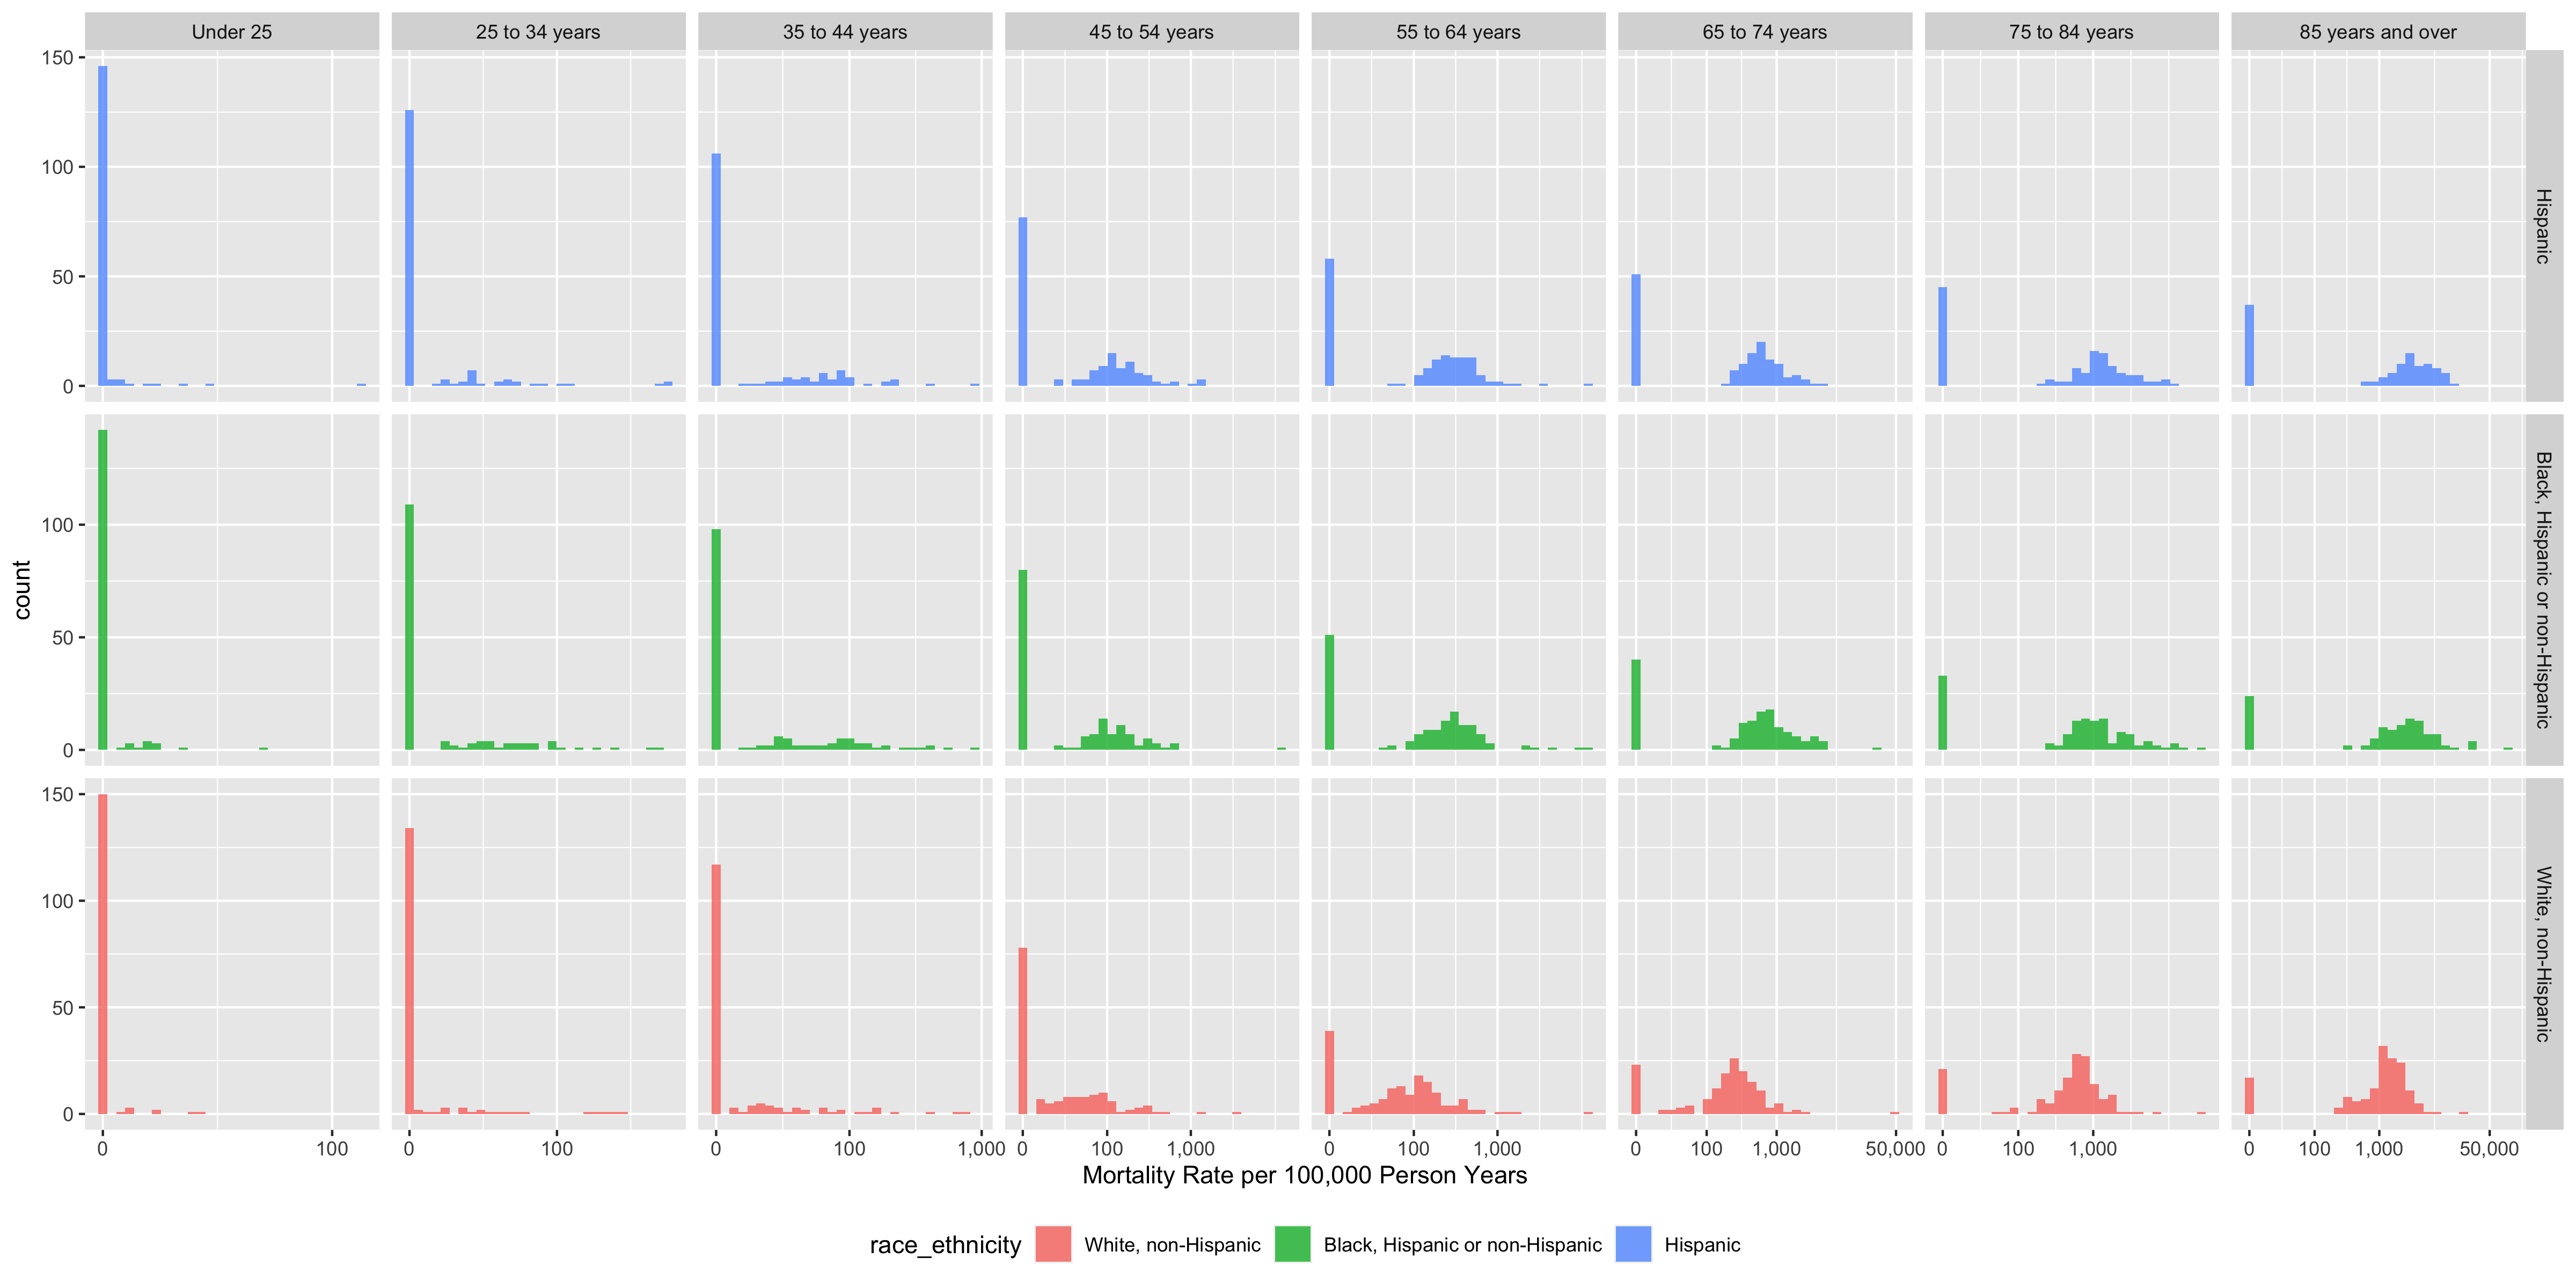 Under 25 25 to 34 years 35 to 44 years 45 to 54 years 55 to 64 years 65 to 74 years 75 to 84 years 85 years and over
150
100
50
0
Hispanic
100
50
0
Black, Hispanic or non-Hispanic
150
100
50
0
White, non-Hispanic
count
0 100 0 100 0 100 1,000 0 100 1,000 0 100 1,000 0 100 1,000 50,000 0 100 1,000 0 100 1,000 50,000
Mortality Rate per 100,000 Person Years
race_ethnicity White, non-Hispanic Black, Hispanic or non-Hispanic Hispanic